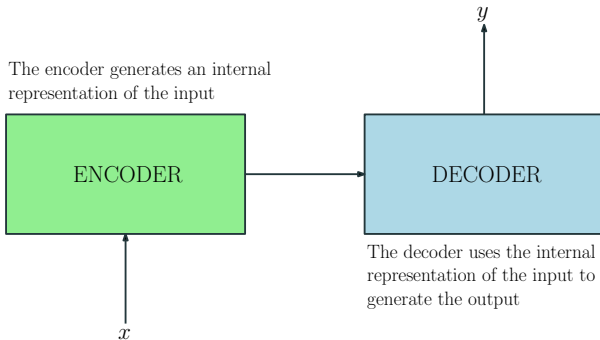 y
The encoder generates an internal
representation of the input
ENCODER
DECODER
The decoder uses the internal
representation of the input to
generate the output
x